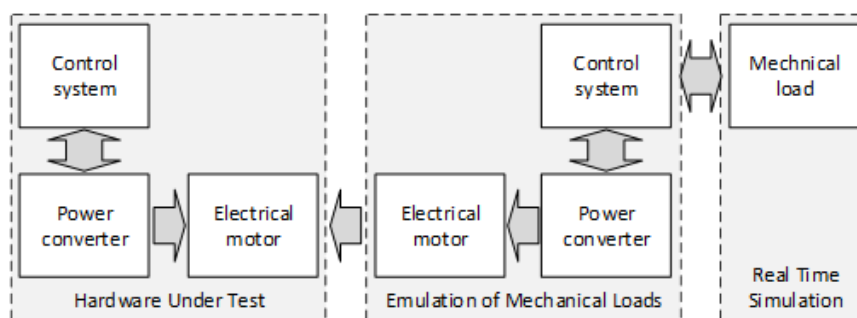 Control
system
Power
converter
Electrical
motor
Hardware Under Test
Control
system
Electrical
motor
Power
converter
Emulation of Mechanical Loads
Mechnical
load
Real Time
Simulation